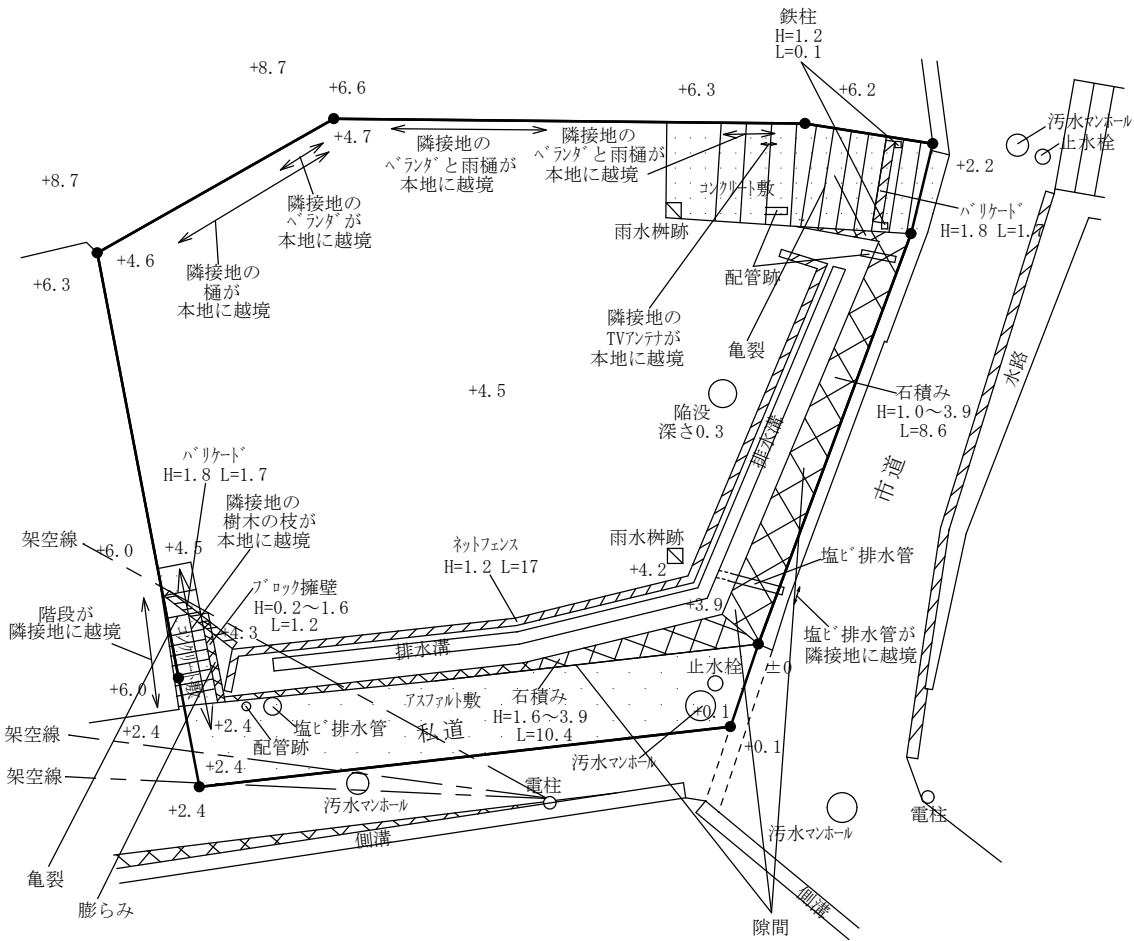 鉄柱
H=1.2
L=0.1
+8.7
+6.6
+6.3
+6.2
汚水マンホール
止水栓
+4.7
隣接地の
ベランダと雨樋が
本地に越境
隣接地の
ベランダと雨樋が
本地に越境
+2.2
+8.7
コンクリート敷
隣接地の
ベランダが
本地に越境
バリケード
H=1.8 L=1.7
雨水桝跡
+4.6
+6.3
隣接地の
樋が
本地に越境
配管跡
隣接地の
TVアンテナが
本地に越境
亀裂
水路
+4.5
石積み
H=1.0～3.9
L=8.6
陥没
深さ0.3
排水溝
市道
バリケード
H=1.8 L=1.7
隣接地の
樹木の枝が
本地に越境
架空線
+6.0
+4.5
ネットフェンス
H=1.2 L=17
雨水桝跡
+4.2
塩ビ排水管
ブロック擁壁
H=0.2～1.6
L=1.2
階段が
隣接地に越境
+4.3
+3.9
コンクリート敷
排水溝
塩ビ排水管が
隣接地に越境
止水栓
±0
+6.0
アスファルト敷
石積み
H=1.6～3.9
L=10.4
+2.4
+2.4
塩ビ排水管
私道
+0.1
架空線
配管跡
+0.1
+2.4
汚水マンホール
架空線
電柱
+2.4
汚水マンホール
電柱
側溝
汚水マンホール
亀裂
側溝
膨らみ
隙間